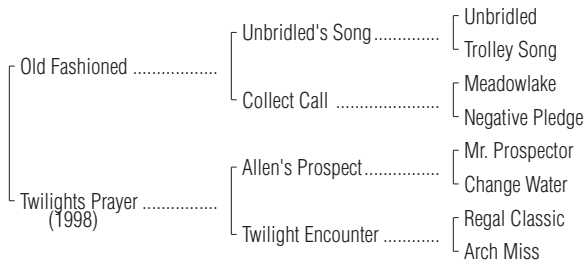 Unbridled
Unbridled's Song..............
Trolley Song
Old Fashioned ..................
Meadowlake
Collect Call ......................
Negative Pledge
Mr. Prospector
Allen's Prospect................
Change Water
Twilights Prayer ................
(1998)
Regal Classic
Twilight Encounter ............
Arch Miss